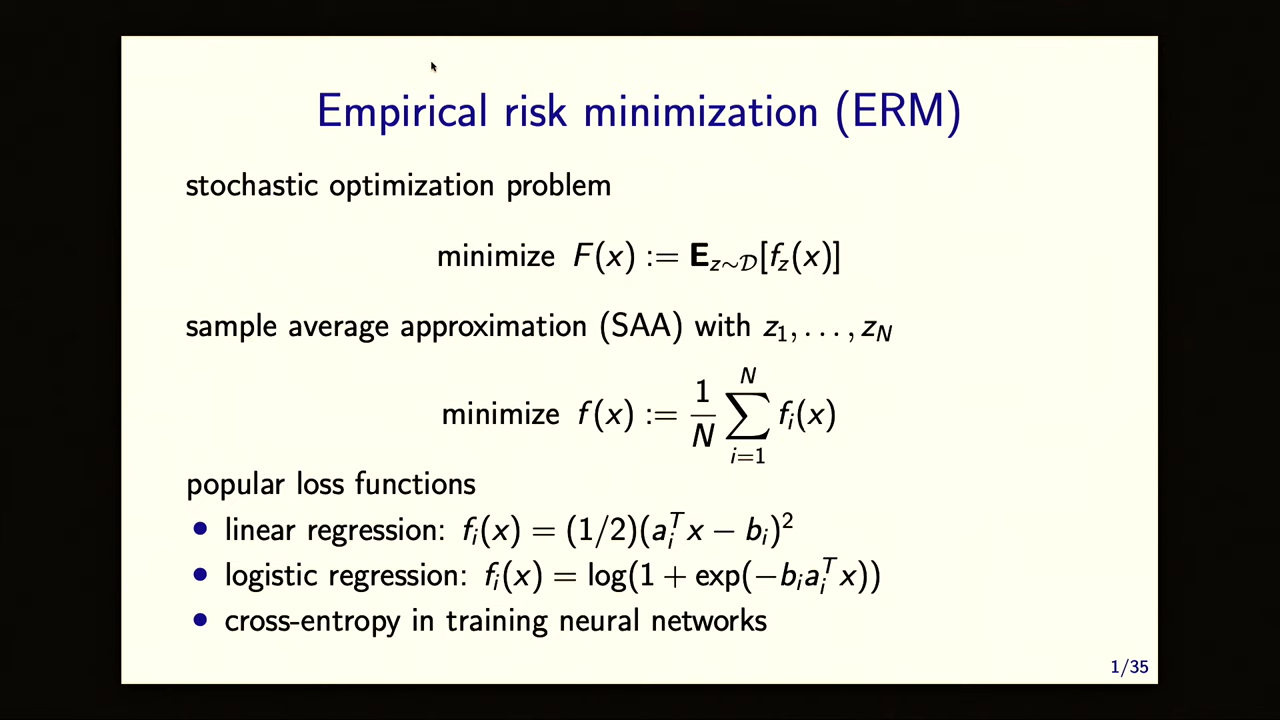 Empirical risk minimization (ERM)
stochastic optimization problem
minimize F(x) := E_{z∼𝒟}[f_z(x)]
sample average approximation (SAA) with z_1, . . . , z_N
minimize f(x) := \frac{1}{N} \sum_{i=1}^{N} f_i(x)
popular loss functions
• linear regression: f_i(x) = (1/2)(a_i^T x − b_i)^2
• logistic regression: f_i(x) = log(1 + exp(−b_i a_i^T x))
• cross-entropy in training neural networks
1/35